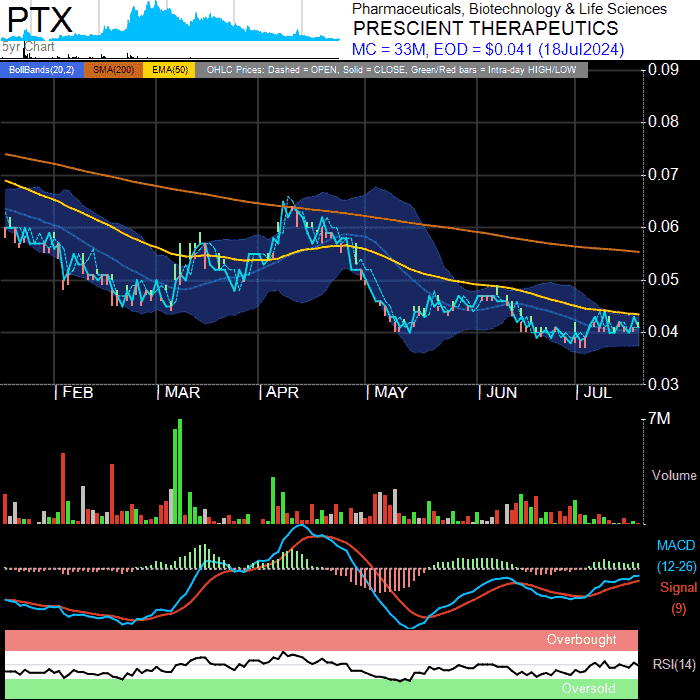 PTX
5yr Chart
Pharmaceuticals, Biotechnology & Life Sciences
PRESCIENT THERAPEUTICS
MC = 33M, EOD = $0.041 (18Jul2024)
BollBands(20,2) SMA(200) EMA(50) OHLC Prices: Dashed = OPEN, Solid = CLOSE, Green/Red bars = Intra-day HIGH/LOW
0.09
0.08
0.07
0.06
0.05
0.04
0.03
FEB MAR APR MAY JUN JUL
7M
Volume
MACD
(12-26)
Signal
(9)
Overbought
RSI(14)
Oversold